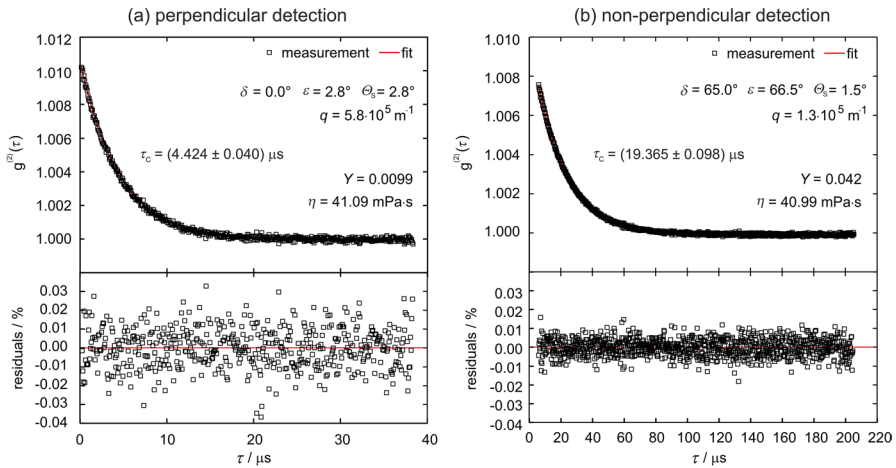 (a) perpendicular detection
1.012
1.010
1.008
1.006
1.004
1.002
1.000
g⁽²⁾(τ)
measurement fit
δ = 0.0° ε = 2.8° Θₛ= 2.8°
q = 5.8·10⁵ m⁻¹
τ_C = (4.424 ± 0.040) μs
Y = 0.0099
η = 41.09 mPa·s
0.03
0.02
0.01
0.00
-0.01
-0.02
-0.03
-0.04
residuals / %
0 10 20 30 40
τ / μs
(b) non-perpendicular detection
1.010
1.008
1.006
1.004
1.002
1.000
g⁽²⁾(τ)
measurement fit
δ = 65.0° ε = 66.5° Θₛ= 1.5°
q = 1.3·10⁵ m⁻¹
τ_C = (19.365 ± 0.098) μs
Y = 0.042
η = 40.99 mPa·s
0.03
0.02
0.01
0.00
-0.01
-0.02
-0.03
-0.04
residuals / %
0 20 40 60 80 100 120 140 160 180 200 220
τ / μs